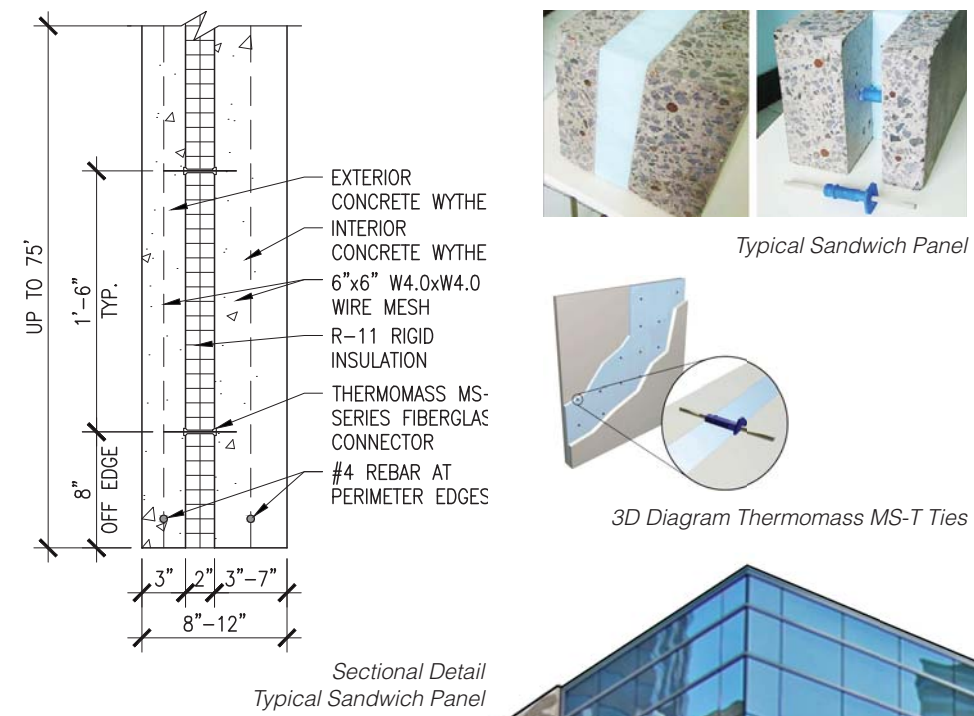 UP TO 75'
1'-6"
TYP.
8"
OFF EDGE
EXTERIOR
CONCRETE WYTHE
INTERIOR
CONCRETE WYTHE
6"x6" W4.0xW4.0
WIRE MESH
R-11 RIGID
INSULATION
THERMOMASS MS-
SERIES FIBERGLAS
CONNECTOR
#4 REBAR AT
PERIMETER EDGES
3" 2" 3"-7"
8"-12"
Sectional Detail
Typical Sandwich Panel
Typical Sandwich Panel
3D Diagram Thermomass MS-T Ties